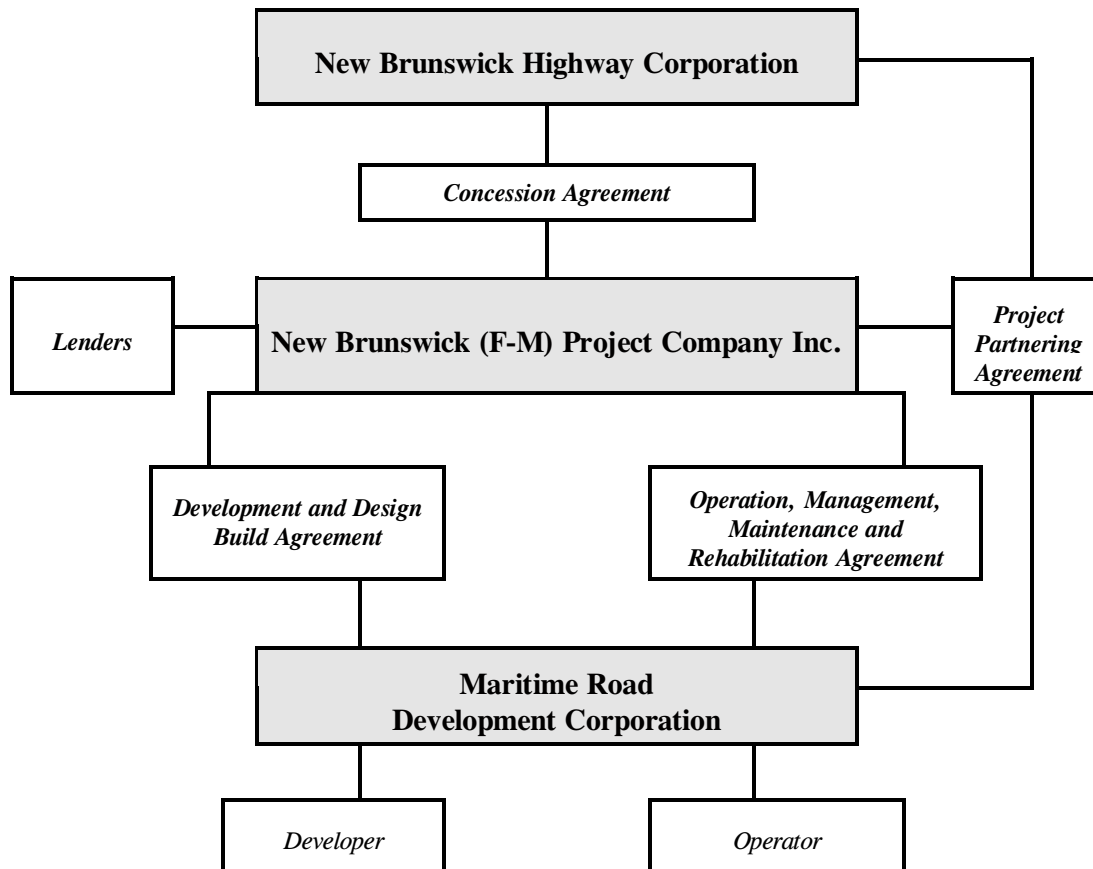 New Brunswick Highway Corporation
Concession Agreement
Lenders
New Brunswick (F-M) Project Company Inc.
Project
Partnering
Agreement
Development and Design
Build Agreement
Operation, Management,
Maintenance and
Rehabilitation Agreement
Maritime Road
Development Corporation
Developer
Operator